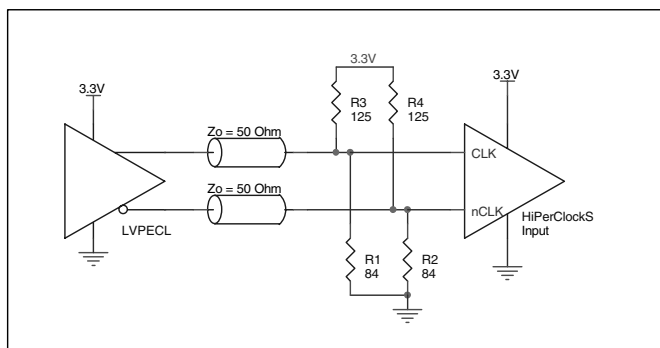 3.3V
3.3V
3.3V
R3
125
R4
125
Zo = 50 Ohm
CLK
Zo = 50 Ohm
nCLK
HiPerClockS
Input
LVPECL
R1
84
R2
84